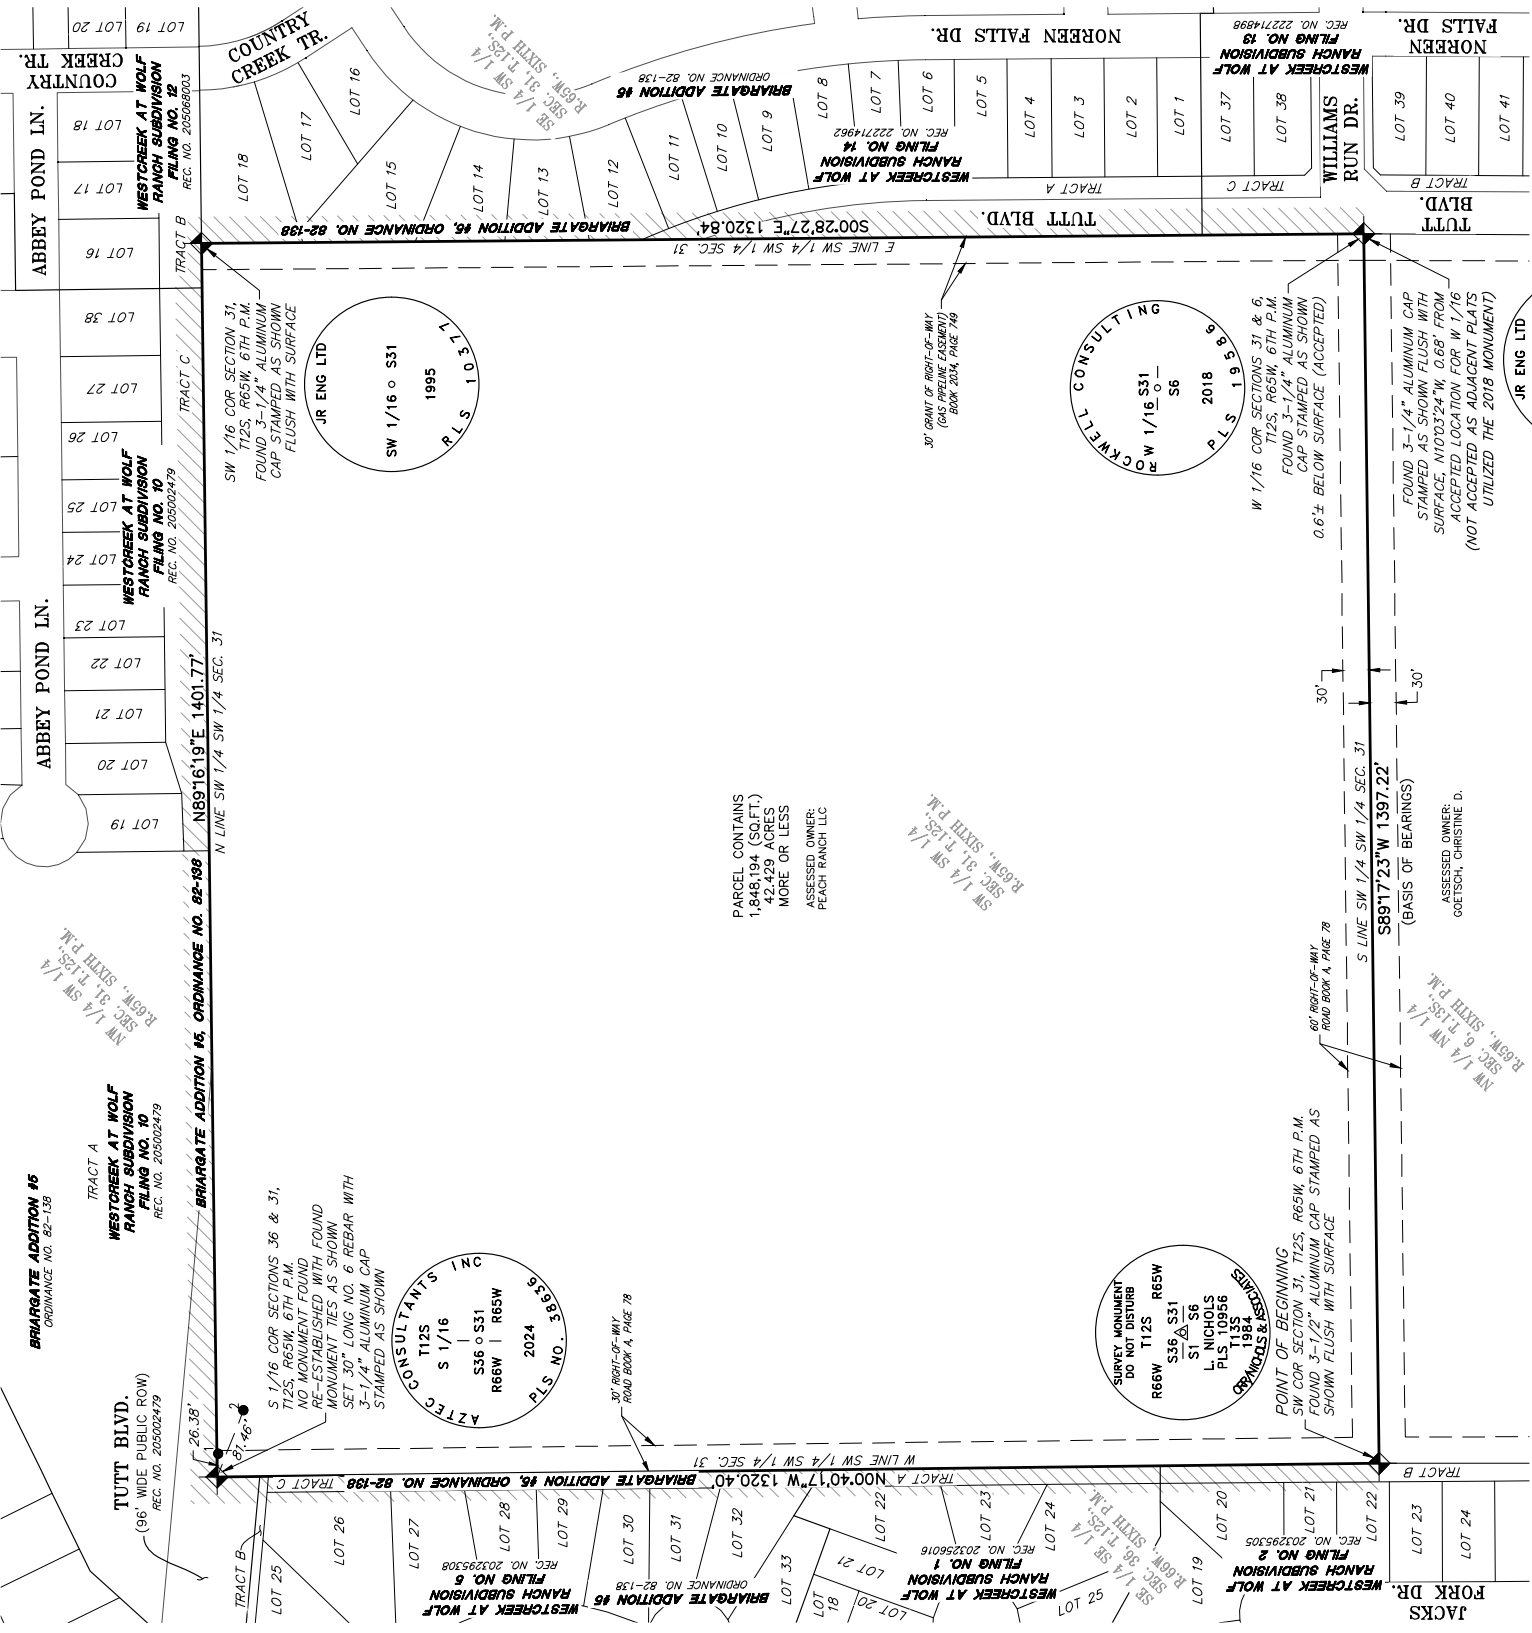 LOT 20
LOT 19
COUNTRY
CREEK TR.
ABBEY POND LN.
LOT 18
LOT 17
LOT 16
WESTCREEK AT WOLF
RANCH SUBDIVISION
FILING NO. 12
REC. NO. 205068003
TRACT B
COUNTRY
CREEK TR.
LOT 18
LOT 17
LOT 16
LOT 15
LOT 14
LOT 13
LOT 12
LOT 11
LOT 10
LOT 9
LOT 8
LOT 7
LOT 6
LOT 5
LOT 4
LOT 3
LOT 2
LOT 1
LOT 37
LOT 38
SE 1/4 SW 1/4
SEC. 31, T.12S.,
R.65W., SIXTH P.M.
BRIARGATE ADDITION #5
ORDINANCE NO. 82-138
NOREEN FALLS DR.
WESTCREEK AT WOLF
RANCH SUBDIVISION
FILING NO. 14
REC. NO. 222714962
WESTCREEK AT WOLF
RANCH SUBDIVISION
FILING NO. 13
REC. NO. 222714898
NOREEN
FALLS DR.
WILLIAMS
RUN DR.
LOT 39
LOT 40
LOT 41
TRACT A
TRACT C
TRACT B
TUTT BLVD.
TUTT
BLVD.
BRIARGATE ADDITION #5, ORDINANCE NO. 82-138
S00°28'27"E 1320.84'
E LINE SW 1/4 SW 1/4 SEC. 31
LOT 38
LOT 27
LOT 26
LOT 25
LOT 24
LOT 23
LOT 22
LOT 21
LOT 20
LOT 19
TRACT C
WESTCREEK AT WOLF
RANCH SUBDIVISION
FILING NO. 10
REC. NO. 205002479
ABBEY POND LN.
SW 1/16 COR SECTION 31,
T12S, R65W, 6TH P.M.
FOUND 3-1/4" ALUMINUM
CAP STAMPED AS SHOWN
FLUSH WITH SURFACE
JR ENG LTD
SW 1/16 S31
1995
RLS 10377
30' GRANT OF RIGHT-OF-WAY
(GAS PIPELINE EASEMENT)
BOOK 2034, PAGE 749
ROCKWELL CONSULTING
W 1/16 S31
S6
2018
PLS 19586
W 1/16 COR SECTIONS 31 & 6,
T12S, R65W, 6TH P.M.
FOUND 3-1/4" ALUMINUM
CAP STAMPED AS SHOWN
0.6'± BELOW SURFACE (ACCEPTED)
FOUND 3-1/4" ALUMINUM CAP
STAMPED AS SHOWN FLUSH WITH
SURFACE, N10°03'24"W, 0.68' FROM
ACCEPTED LOCATION FOR W 1/16
(NOT ACCEPTED AS ADJACENT PLATS
UTILIZED THE 2018 MONUMENT)
JR ENG LTD
N89°16'19"E 1401.77'
N LINE SW 1/4 SW 1/4 SEC. 31
BRIARGATE ADDITION #5, ORDINANCE NO. 82-138
PARCEL CONTAINS
1,848,194 (SQ.FT.)
42.429 ACRES
MORE OR LESS
ASSESSED OWNER:
PEACH RANCH LLC
SW 1/4 SW 1/4
SEC. 31, T.12S.,
R.65W., SIXTH P.M.
30'
30'
S LINE SW 1/4 SW 1/4 SEC. 31
S89°17'23"W 1397.22'
(BASIS OF BEARINGS)
ASSESSED OWNER:
GOETSCH, CHRISTINE D.
60' RIGHT-OF-WAY
ROAD BOOK A, PAGE 78
NW 1/4 NW 1/4
SEC. 6, T.13S.,
R.65W., SIXTH P.M.
NW 1/4 SW 1/4
SEC. 31, T.12S.,
R.65W., SIXTH P.M.
BRIARGATE ADDITION #5
ORDINANCE NO. 82-138
TRACT A
WESTCREEK AT WOLF
RANCH SUBDIVISION
FILING NO. 10
REC. NO. 205002479
TUTT BLVD.
(96' WIDE PUBLIC ROW)
REC. NO. 205002479
26.38'
81.46'
2
S 1/16 COR SECTIONS 36 & 31,
T12S, R65W, 6TH P.M.
NO MONUMENT FOUND
RE-ESTABLISHED WITH FOUND
MONUMENT TIES AS SHOWN
SET 30" LONG NO. 6 REBAR WITH
3-1/4" ALUMINUM CAP
STAMPED AS SHOWN
AZTEC CONSULTANTS INC
T12S
S 1/16
S36 S31
R66W R65W
2024
PLS NO. 38636
30' RIGHT-OF-WAY
ROAD BOOK A, PAGE 78
SURVEY MONUMENT
DO NOT DISTURB
T12S
R66W R65W
S36 S31
S1 S6
L. NICHOLS
PLS 10956
T13S
1984
ORR/NICHOLS & ASSOCIATES
POINT OF BEGINNING
SW COR SECTION 31, T12S, R65W, 6TH P.M.
FOUND 3-1/2" ALUMINUM CAP STAMPED AS
SHOWN FLUSH WITH SURFACE
W LINE SW 1/4 SW 1/4 SEC. 31
N00°40'17"W 1320.40'
BRIARGATE ADDITION #5, ORDINANCE NO. 82-138
TRACT C
TRACT A
TRACT B
TRACT B
LOT 25
LOT 26
LOT 27
LOT 28
LOT 29
LOT 30
LOT 31
LOT 32
LOT 33
LOT 18
LOT 21
LOT 20
LOT 22
LOT 23
LOT 24
LOT 25
LOT 19
LOT 20
LOT 21
LOT 22
LOT 23
LOT 24
WESTCREEK AT WOLF
RANCH SUBDIVISION
FILING NO. 5
REC. NO. 203295308
BRIARGATE ADDITION #5
ORDINANCE NO. 82-138
WESTCREEK AT WOLF
RANCH SUBDIVISION
FILING NO. 1
REC. NO. 203256016
SE 1/4 SE 1/4
SEC. 36, T.12S.,
R.66W., SIXTH P.M.
WESTCREEK AT WOLF
RANCH SUBDIVISION
FILING NO. 2
REC. NO. 203295305
JACKS
FORK DR.